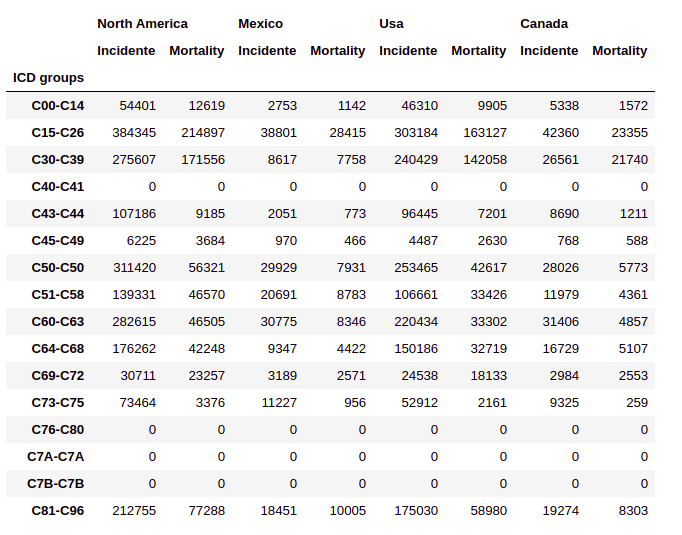 North America Mexico Usa Canada
Incidente Mortality Incidente Mortality Incidente Mortality Incidente Mortality
ICD groups
C00-C14 54401 12619 2753 1142 46310 9905 5338 1572
C15-C26 384345 214897 38801 28415 303184 163127 42360 23355
C30-C39 275607 171556 8617 7758 240429 142058 26561 21740
C40-C41 0 0 0 0 0 0 0 0
C43-C44 107186 9185 2051 773 96445 7201 8690 1211
C45-C49 6225 3684 970 466 4487 2630 768 588
C50-C50 311420 56321 29929 7931 253465 42617 28026 5773
C51-C58 139331 46570 20691 8783 106661 33426 11979 4361
C60-C63 282615 46505 30775 8346 220434 33302 31406 4857
C64-C68 176262 42248 9347 4422 150186 32719 16729 5107
C69-C72 30711 23257 3189 2571 24538 18133 2984 2553
C73-C75 73464 3376 11227 956 52912 2161 9325 259
C76-C80 0 0 0 0 0 0 0 0
C7A-C7A 0 0 0 0 0 0 0 0
C7B-C7B 0 0 0 0 0 0 0 0
C81-C96 212755 77288 18451 10005 175030 58980 19274 8303